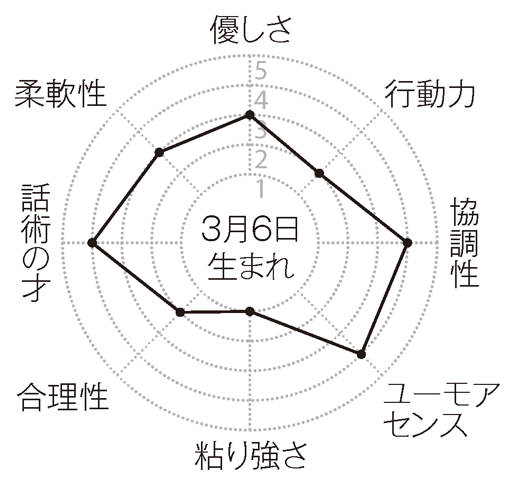 優しさ
行動力
協調性
ユーモア
センス
粘り強さ
合理性
話術の才
柔軟性
5
4
3
2
1
3月6日
生まれ